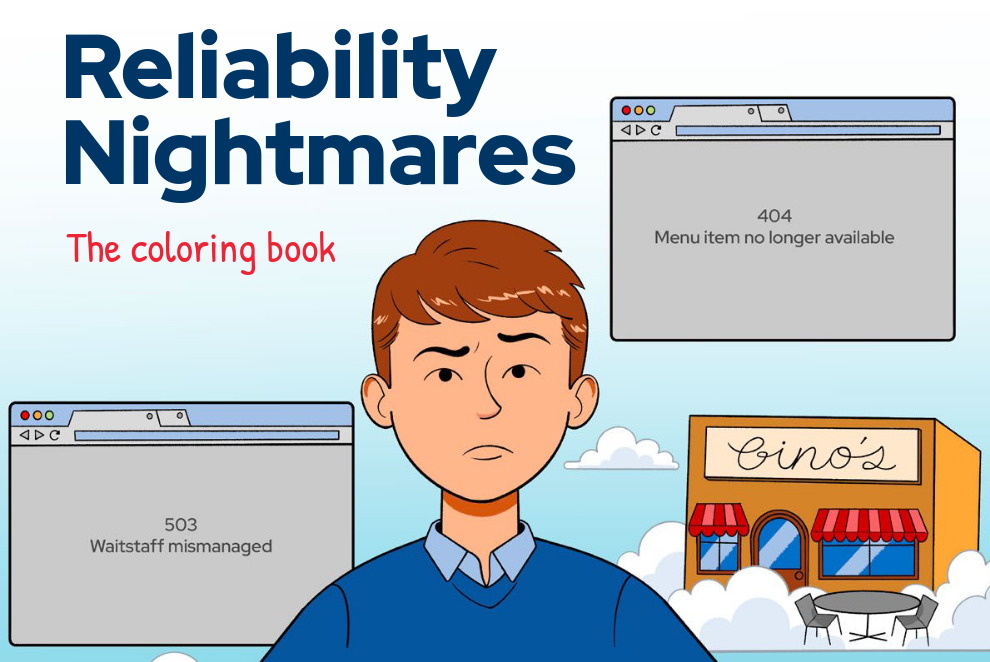 Reliability
Nightmares
The coloring book
404
Menu item no longer available
503
Waitstaff mismanaged
Gino's